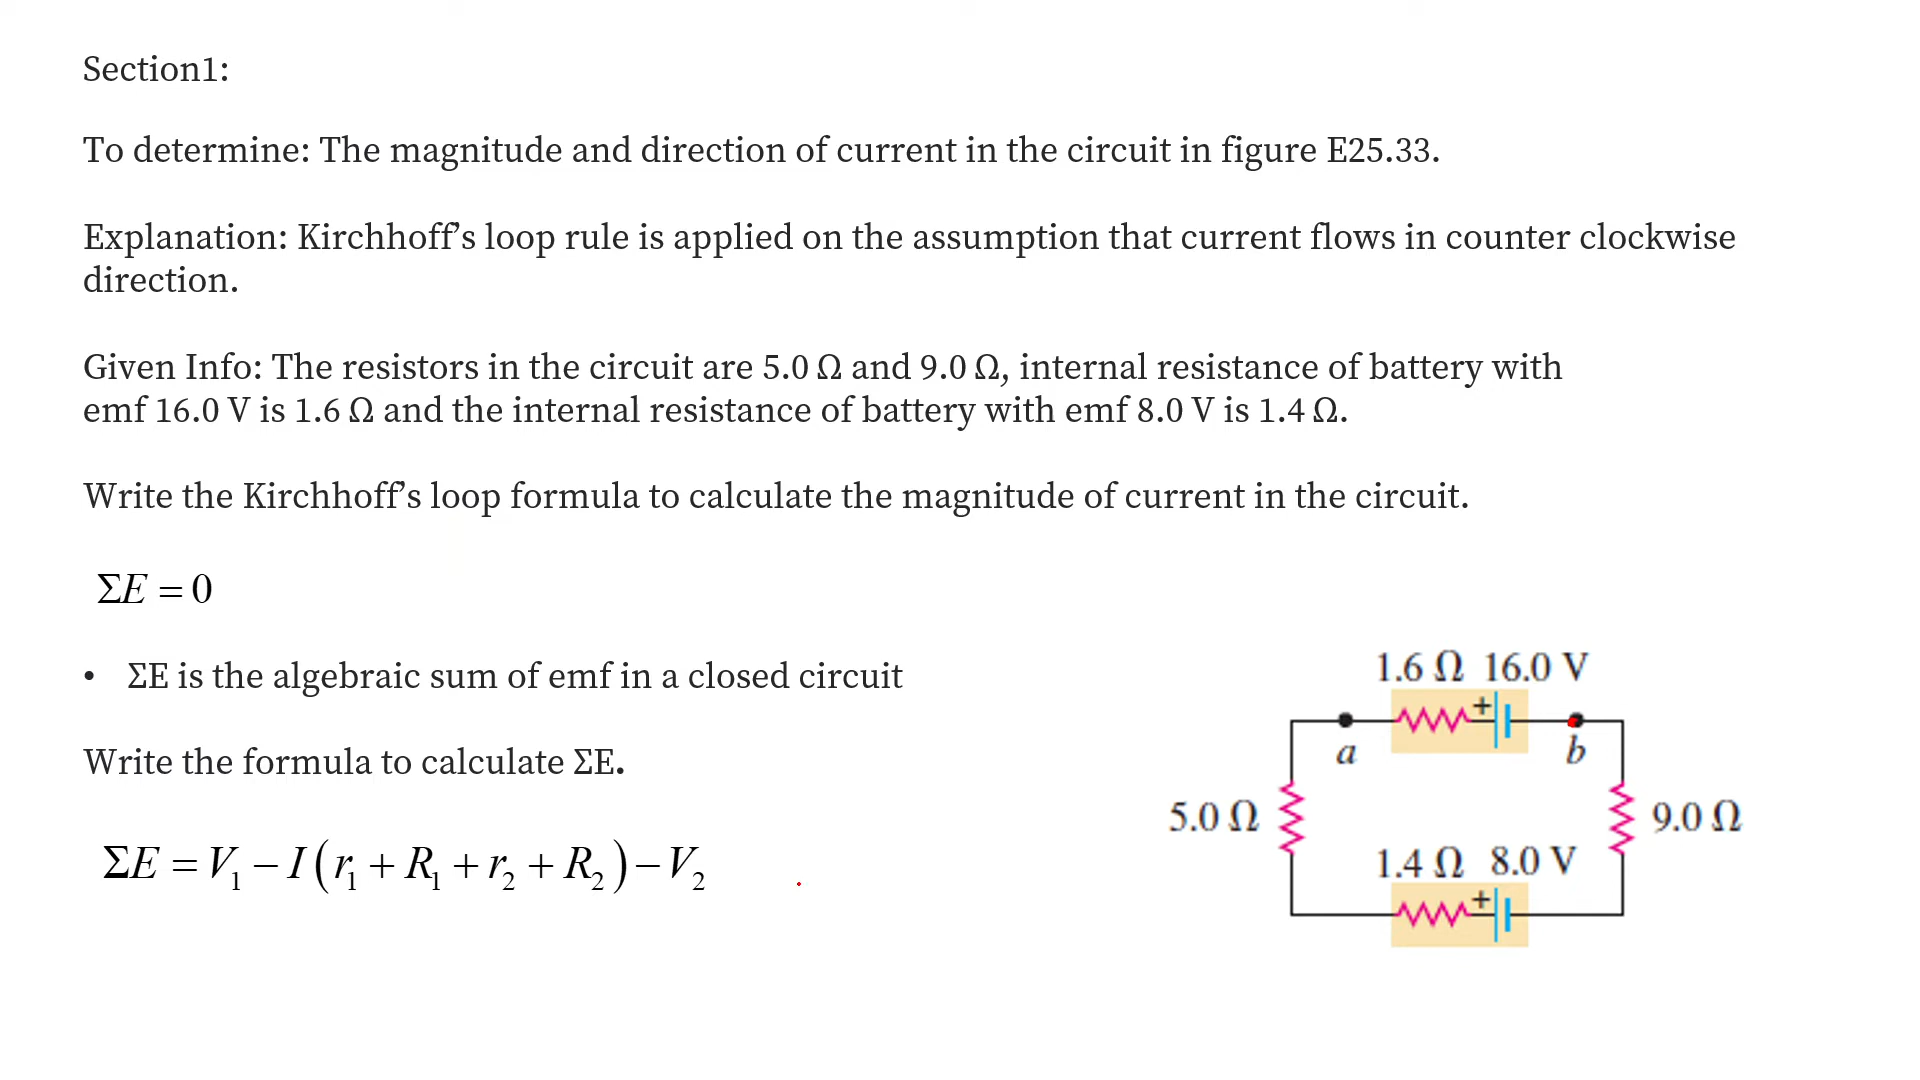 Section1:
To determine: The magnitude and direction of current in the circuit in figure E25.33.
Explanation: Kirchhoff's loop rule is applied on the assumption that current flows in counter clockwise
direction.
Given Info: The resistors in the circuit are 5.0 Ω and 9.0 Ω, internal resistance of battery with
emf 16.0 V is 1.6 Ω and the internal resistance of battery with emf 8.0 V is 1.4 Ω.
Write the Kirchhoff's loop formula to calculate the magnitude of current in the circuit.
ΣE = 0
• ΣE is the algebraic sum of emf in a closed circuit
Write the formula to calculate ΣE.
ΣE = V₁ − I(r₁ + R₁ + r₂ + R₂) − V₂
1.6 Ω 16.0 V
+
a b
5.0 Ω 9.0 Ω
1.4 Ω 8.0 V
+